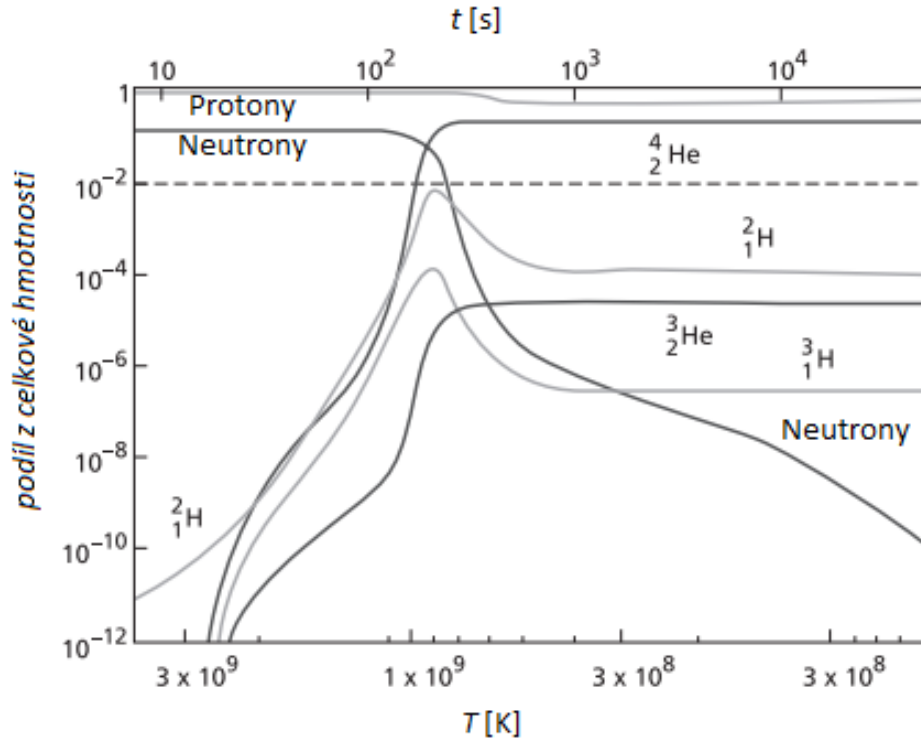 t [s]
10 10² 10³ 10⁴
1
Protony
Neutrony
⁴₂He
10⁻²
²₁H
10⁻⁴
³₂He
³₁H
10⁻⁶
Neutrony
10⁻⁸
²₁H
10⁻¹⁰
10⁻¹²
podíl z celkové hmotnosti
3 x 10⁹ 1 x 10⁹ 3 x 10⁸ 3 x 10⁸
T [K]